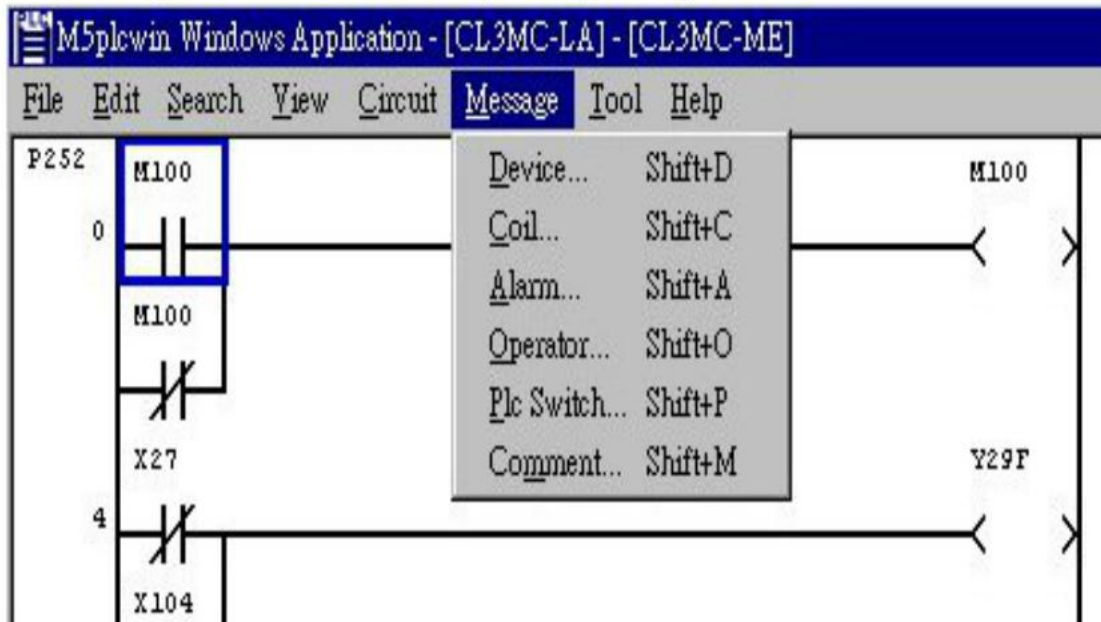 PLC
M5plcwin Windows Application - [CL3MC-LA] - [CL3MC-ME]
File Edit Search View Circuit Message Tool Help
P252
M100
M100
0
Device... Shift+D
Coil... Shift+C
Alarm... Shift+A
Operator... Shift+O
Plc Switch... Shift+P
Comment... Shift+M
M100
X27
Y29F
4
X104